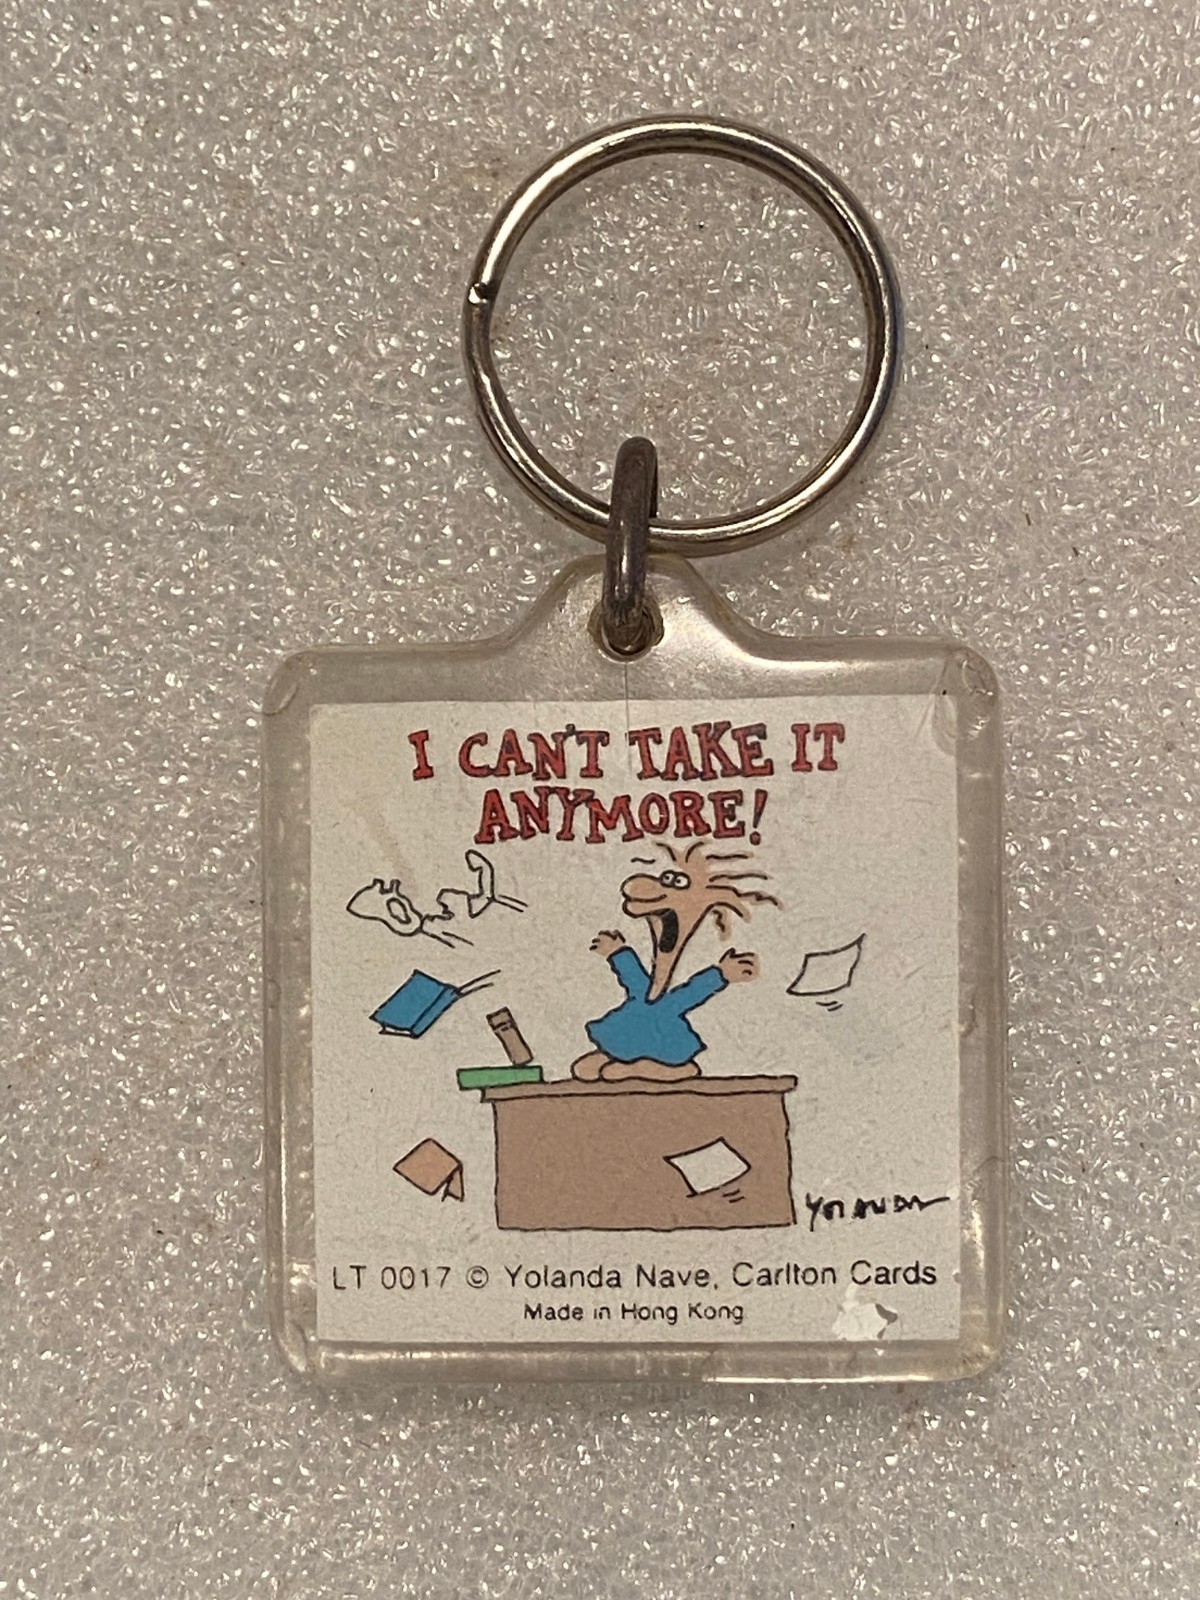 I CAN'T TAKE IT
ANYMORE!
YOLANDA
LT 0017 © Yolanda Nave, Carlton Cards
Made in Hong Kong